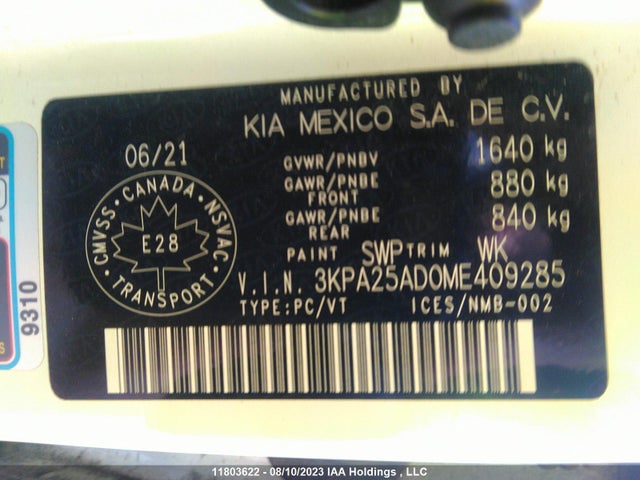 MANUFACTURED BY
KIA MEXICO S.A. DE C.V.
06/21
GVWR/PNBV 1640 kg
GAWR/PNBE FRONT 880 kg
GAWR/PNBE REAR 840 kg
PAINT SWP TRIM WK
V.I.N. 3KPA25AD0ME409285
TYPE:PC/VT ICES/NMB-002
CMVSS · CANADA · NSVAC
E28
TRANSPORT
9310
11803622 - 08/10/2023 IAA Holdings , LLC